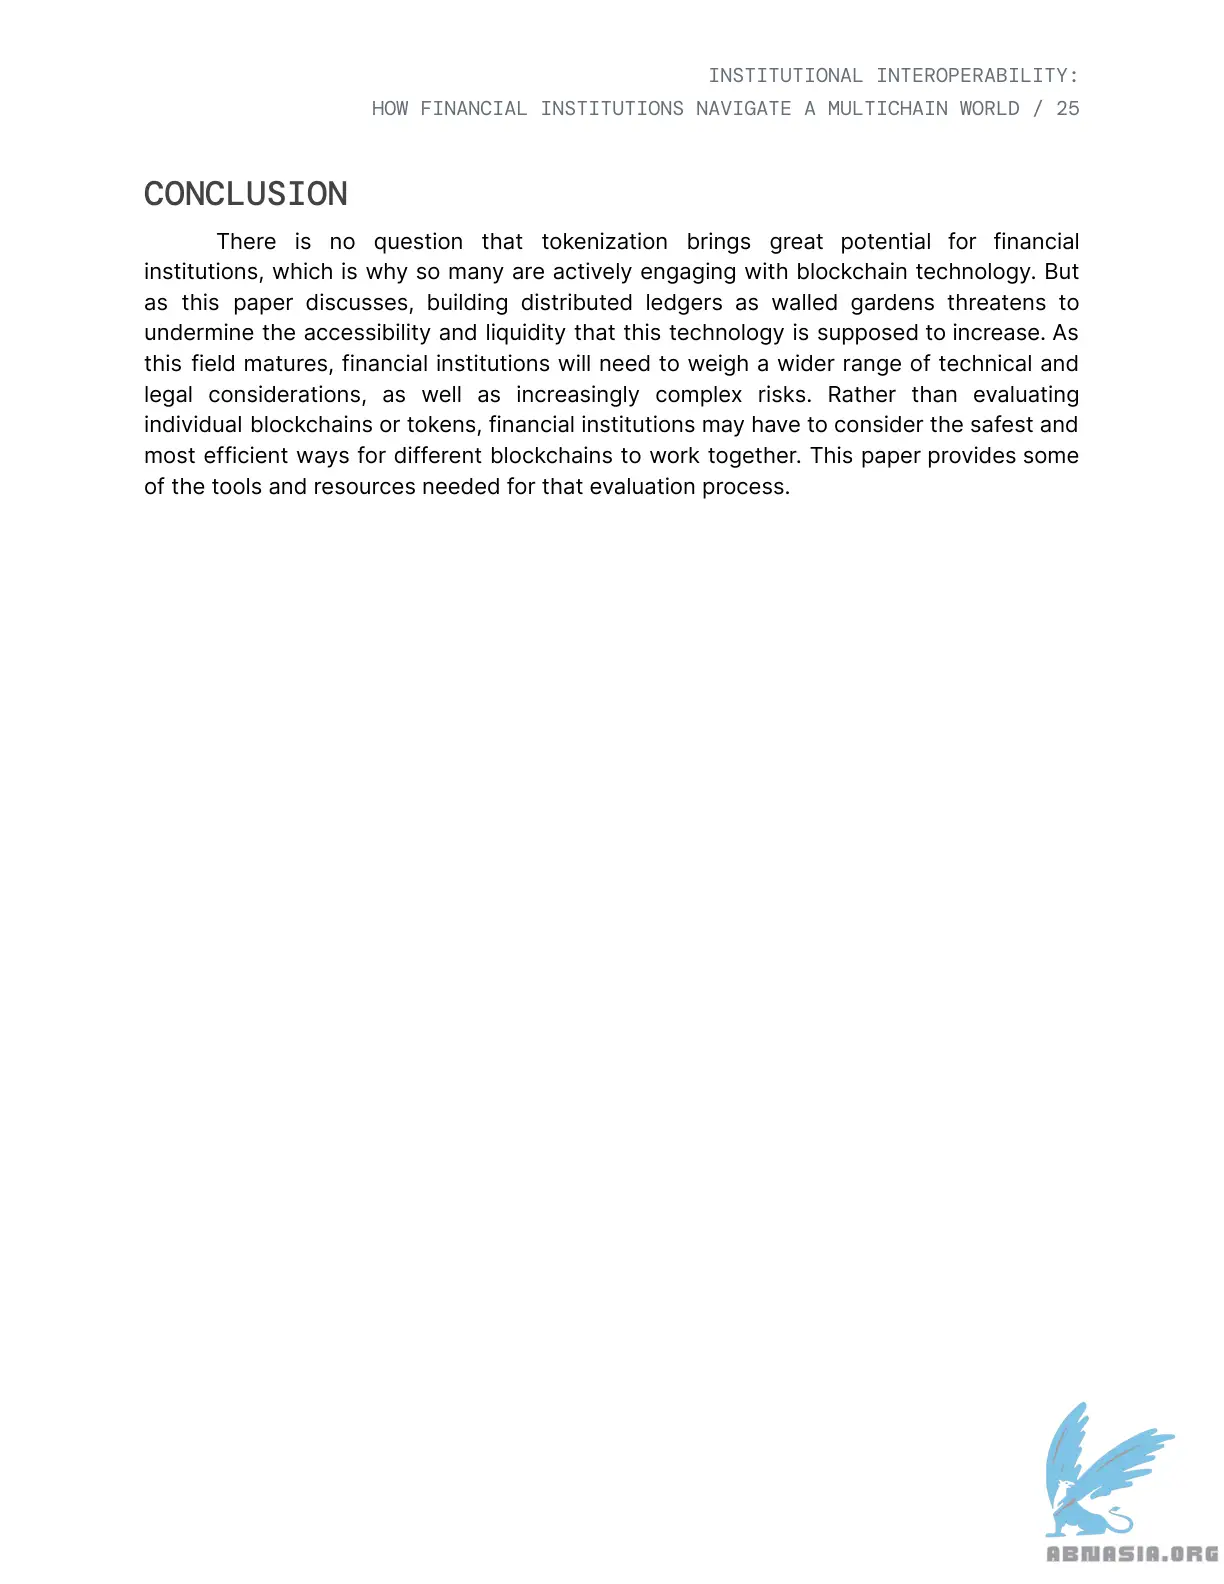 INSTITUTIONAL INTEROPERABILITY:
HOW FINANCIAL INSTITUTIONS NAVIGATE A MULTICHAIN WORLD / 25
CONCLUSION
There is no question that tokenization brings great potential for financial
institutions, which is why so many are actively engaging with blockchain technology. But
as this paper discusses, building distributed ledgers as walled gardens threatens to
undermine the accessibility and liquidity that this technology is supposed to increase. As
this field matures, financial institutions will need to weigh a wider range of technical and
legal considerations, as well as increasingly complex risks. Rather than evaluating
individual blockchains or tokens, financial institutions may have to consider the safest and
most efficient ways for different blockchains to work together. This paper provides some
of the tools and resources needed for that evaluation process.
ABNASIA.ORG